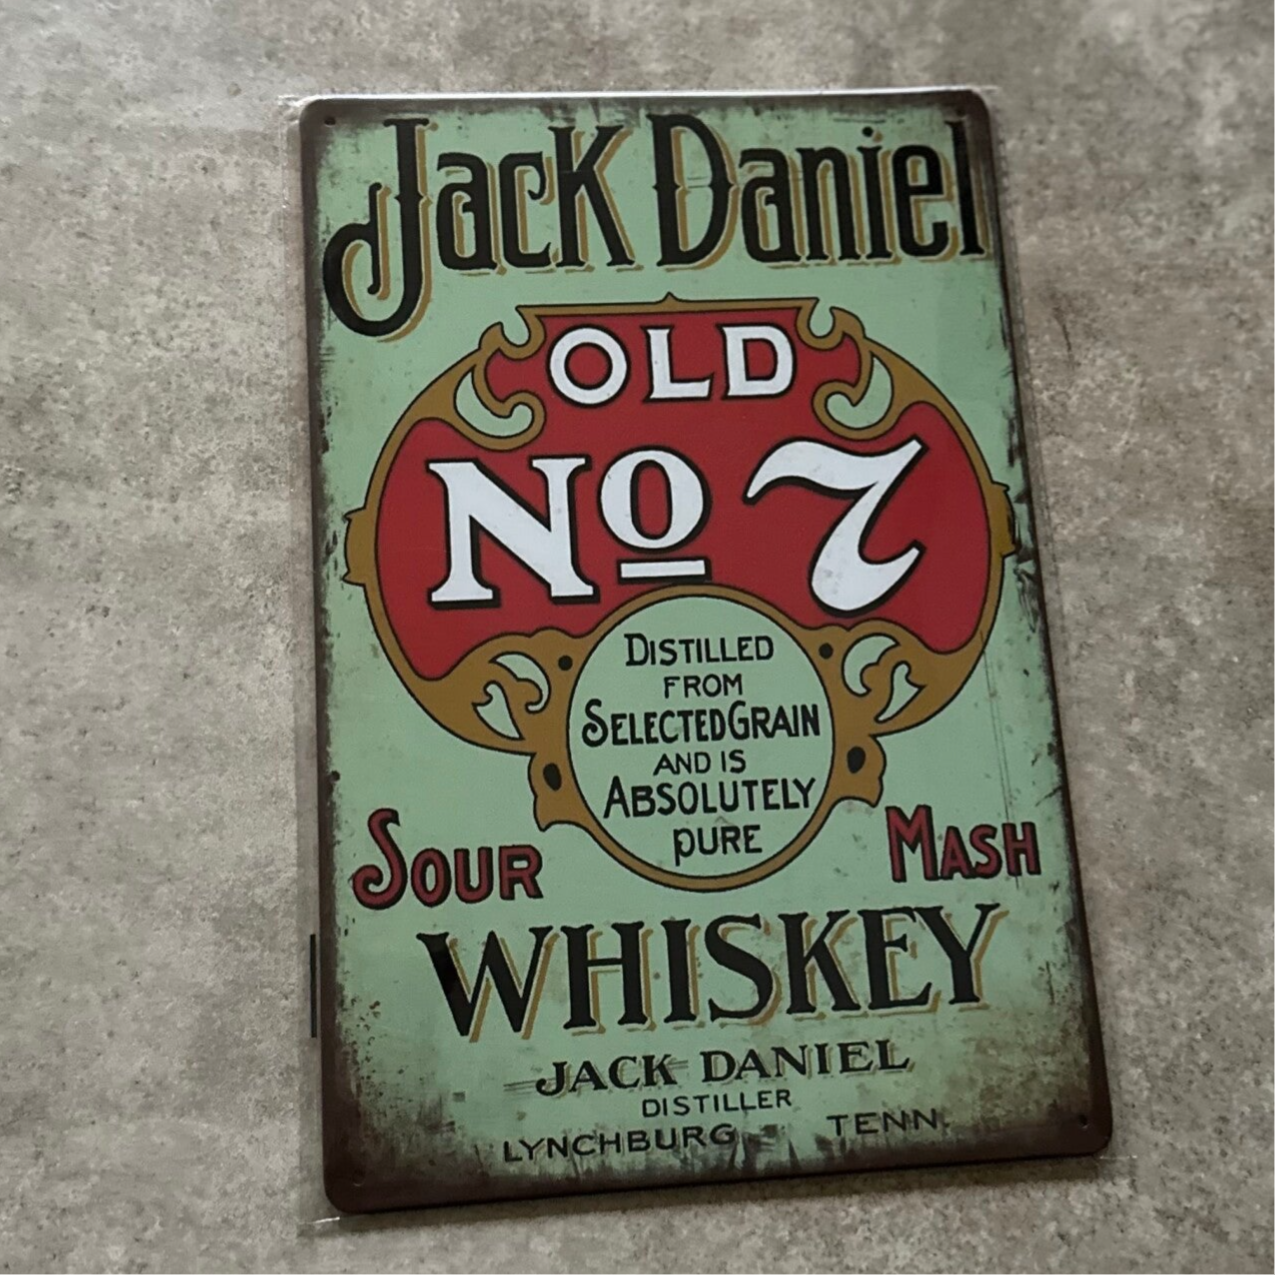 Jack Daniel
OLD
No 7
DISTILLED
FROM
SELECTED GRAIN
AND IS
ABSOLUTELY
PURE
SOUR MASH
WHISKEY
JACK DANIEL
DISTILLER
LYNCHBURG TENN.